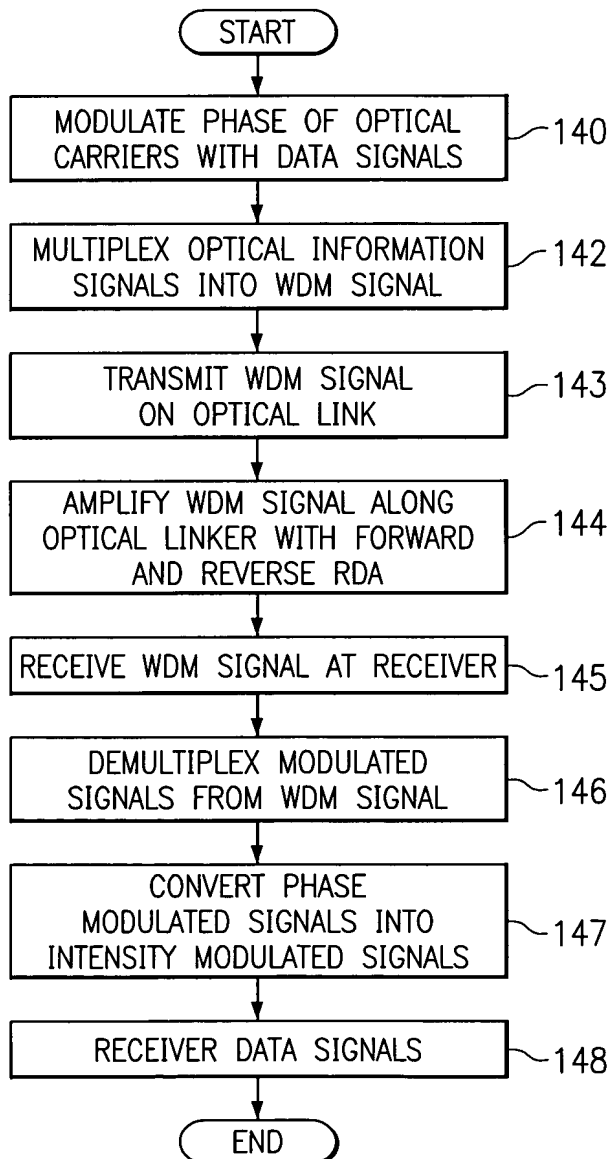 START
MODULATE PHASE OF OPTICAL
CARRIERS WITH DATA SIGNALS
140
MULTIPLEX OPTICAL INFORMATION
SIGNALS INTO WDM SIGNAL
142
TRANSMIT WDM SIGNAL
ON OPTICAL LINK
143
AMPLIFY WDM SIGNAL ALONG
OPTICAL LINKER WITH FORWARD
AND REVERSE RDA
144
RECEIVE WDM SIGNAL AT RECEIVER
145
DEMULTIPLEX MODULATED
SIGNALS FROM WDM SIGNAL
146
CONVERT PHASE
MODULATED SIGNALS INTO
INTENSITY MODULATED SIGNALS
147
RECEIVER DATA SIGNALS
148
END